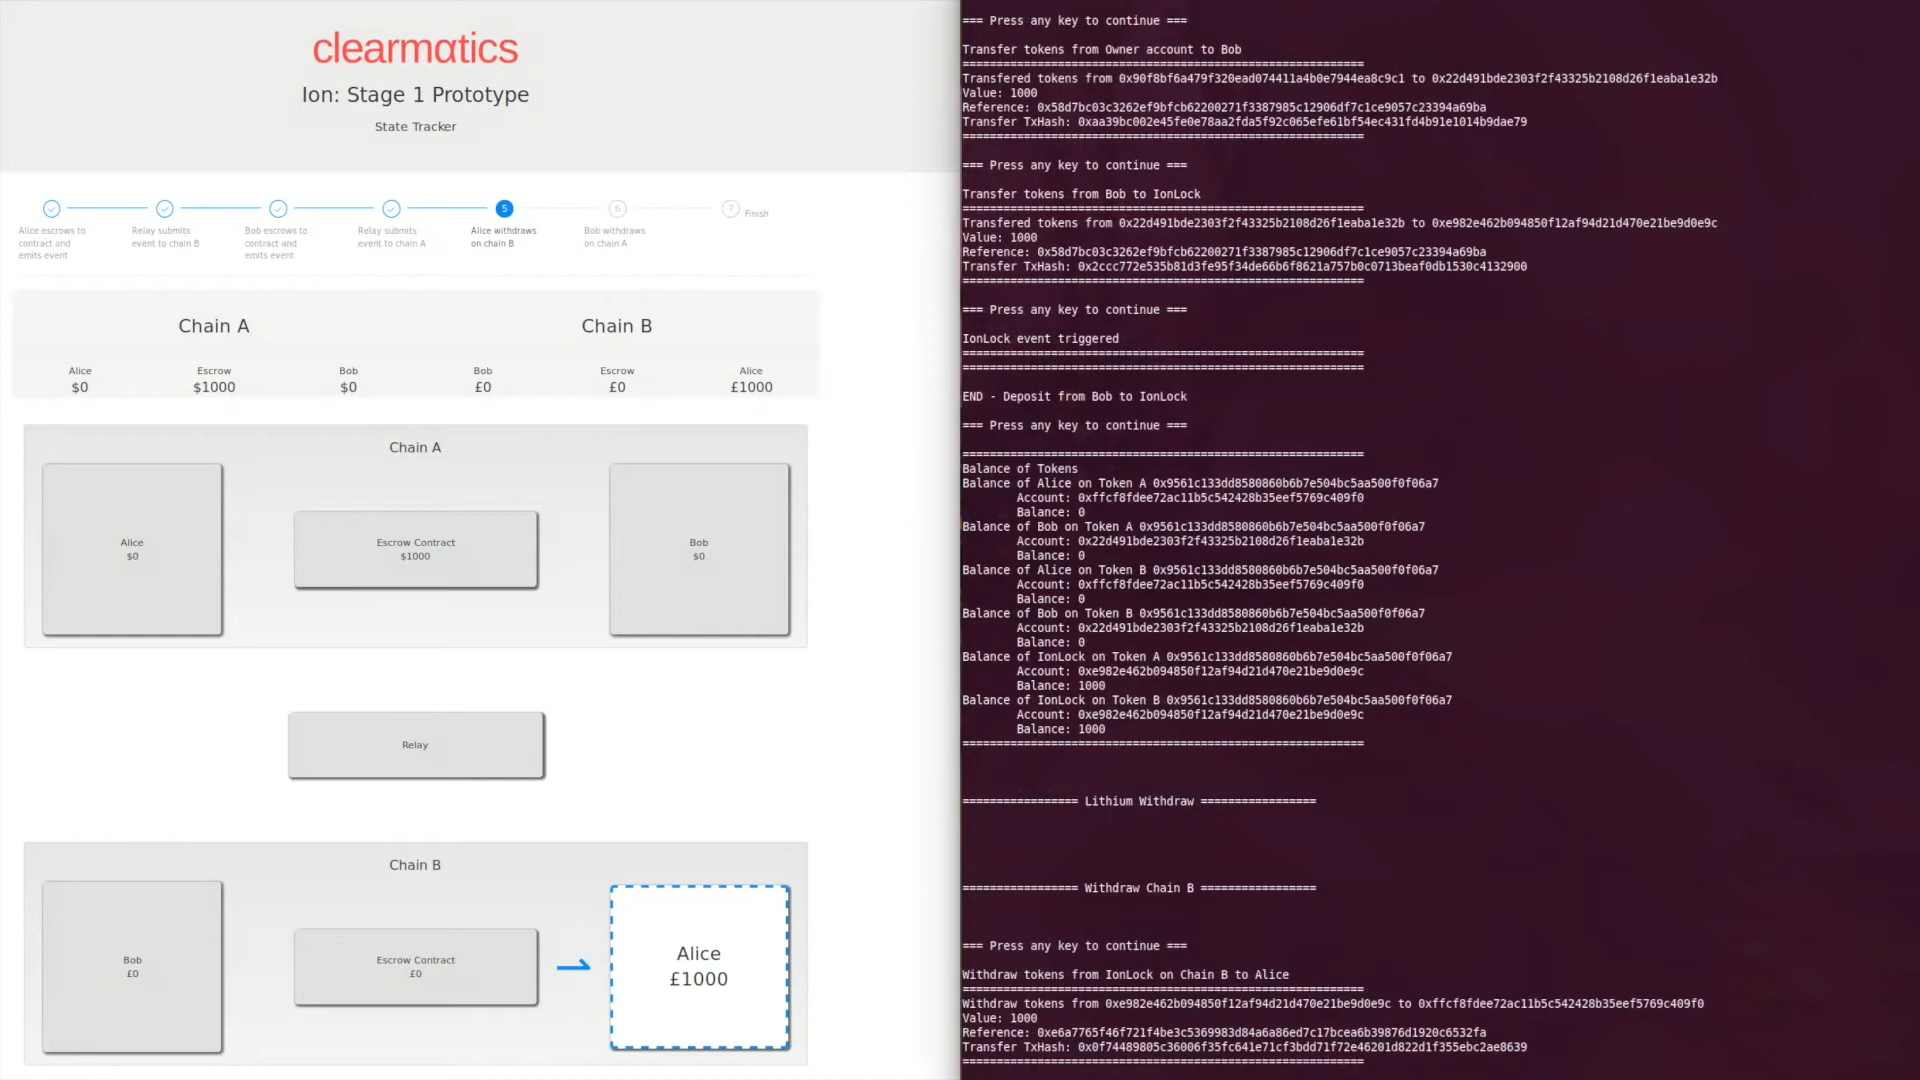 clearmαtics
Ion: Stage 1 Prototype
State Tracker
5
6
7
Finish
Alice escrows to
contract and
emits event
Relay submits
event to chain B
Bob escrows to
contract and
emits event
Relay submits
event to chain A
Alice withdraws
on chain B
Bob withdraws
on chain A
Chain A
Chain B
Alice
$0
Escrow
$1000
Bob
$0
Bob
£0
Escrow
£0
Alice
£1000
Chain A
Alice
$0
Escrow Contract
$1000
Bob
$0
Relay
Chain B
Bob
£0
Escrow Contract
£0
Alice
£1000
=== Press any key to continue ===
Transfer tokens from Owner account to Bob
===========================================================
Transfered tokens from 0x90f8bf6a479f320ead074411a4b0e7944ea8c9c1 to 0x22d491bde2303f2f43325b2108d26f1eaba1e32b
Value: 1000
Reference: 0x58d7bc03c3262ef9bfcb62200271f3387985c12906df7c1ce9057c23394a69ba
Transfer TxHash: 0xaa39bc002e45fe0e78aa2fda5f92c065efe61bf54ec431fd4b91e1014b9dae79
===========================================================
=== Press any key to continue ===
Transfer tokens from Bob to IonLock
===========================================================
Transfered tokens from 0x22d491bde2303f2f43325b2108d26f1eaba1e32b to 0xe982e462b094850f12af94d21d470e21be9d0e9c
Value: 1000
Reference: 0x58d7bc03c3262ef9bfcb62200271f3387985c12906df7c1ce9057c23394a69ba
Transfer TxHash: 0x2ccc772e535b81d3fe95f34de66b6f8621a757b0c0713beaf0db1530c4132900
===========================================================
=== Press any key to continue ===
IonLock event triggered
===========================================================
===========================================================
END - Deposit from Bob to IonLock
=== Press any key to continue ===
===========================================================
Balance of Tokens
Balance of Alice on Token A 0x9561c133dd8580860b6b7e504bc5aa500f0f06a7
Account: 0xffcf8fdee72ac11b5c542428b35eef5769c409f0
Balance: 0
Balance of Bob on Token A 0x9561c133dd8580860b6b7e504bc5aa500f0f06a7
Account: 0x22d491bde2303f2f43325b2108d26f1eaba1e32b
Balance: 0
Balance of Alice on Token B 0x9561c133dd8580860b6b7e504bc5aa500f0f06a7
Account: 0xffcf8fdee72ac11b5c542428b35eef5769c409f0
Balance: 0
Balance of Bob on Token B 0x9561c133dd8580860b6b7e504bc5aa500f0f06a7
Account: 0x22d491bde2303f2f43325b2108d26f1eaba1e32b
Balance: 0
Balance of IonLock on Token A 0x9561c133dd8580860b6b7e504bc5aa500f0f06a7
Account: 0xe982e462b094850f12af94d21d470e21be9d0e9c
Balance: 1000
Balance of IonLock on Token B 0x9561c133dd8580860b6b7e504bc5aa500f0f06a7
Account: 0xe982e462b094850f12af94d21d470e21be9d0e9c
Balance: 1000
===========================================================
================= Lithium Withdraw =================
================= Withdraw Chain B =================
=== Press any key to continue ===
Withdraw tokens from IonLock on Chain B to Alice
===========================================================
Withdraw tokens from 0xe982e462b094850f12af94d21d470e21be9d0e9c to 0xffcf8fdee72ac11b5c542428b35eef5769c409f0
Value: 1000
Reference: 0xe6a7765f46f721f4be3c5369983d84a6a86ed7c17bcea6b39876d1920c6532fa
Transfer TxHash: 0x0f74489805c36006f35fc641e71cf3bdd71f72e46201d822d1f355ebc2ae8639
===========================================================